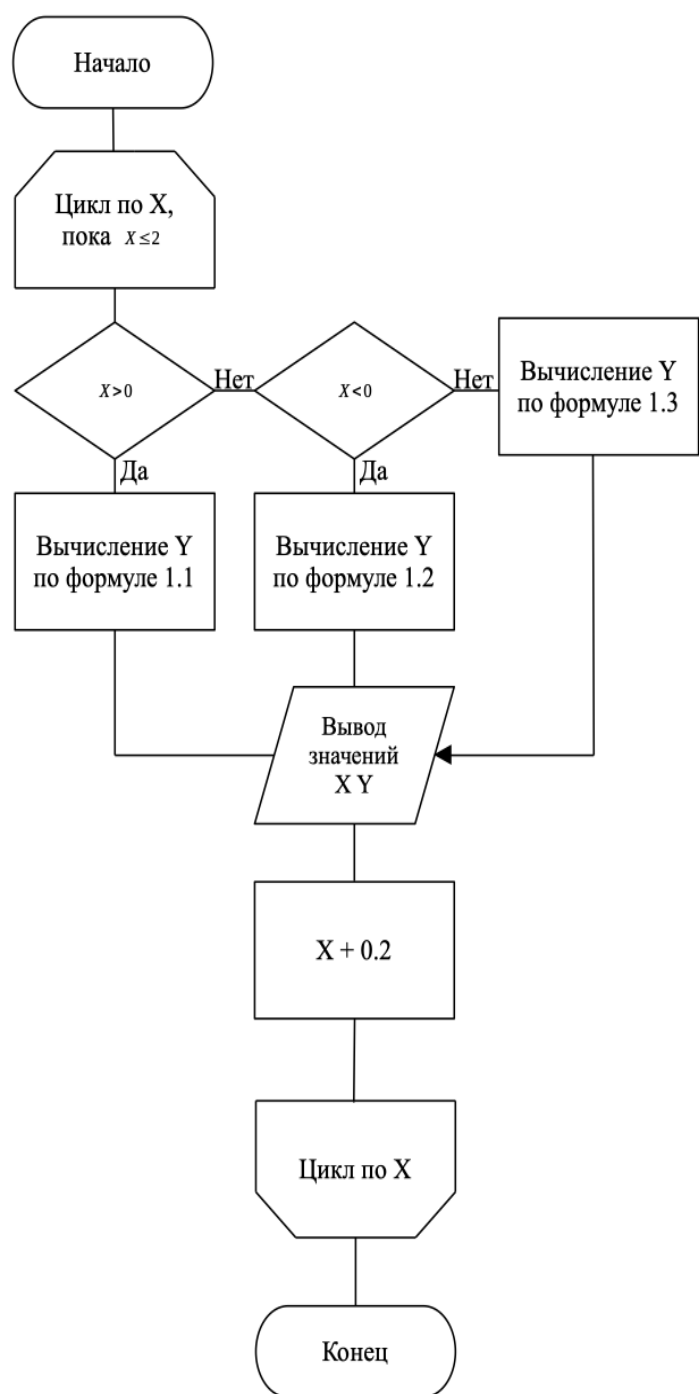 Начало
Цикл по X,
пока X≤2
X>0
Нет
X<0
Нет
Вычисление Y
по формуле 1.3
Да
Да
Вычисление Y
по формуле 1.1
Вычисление Y
по формуле 1.2
Вывод
значений
X Y
X + 0.2
Цикл по X
Конец